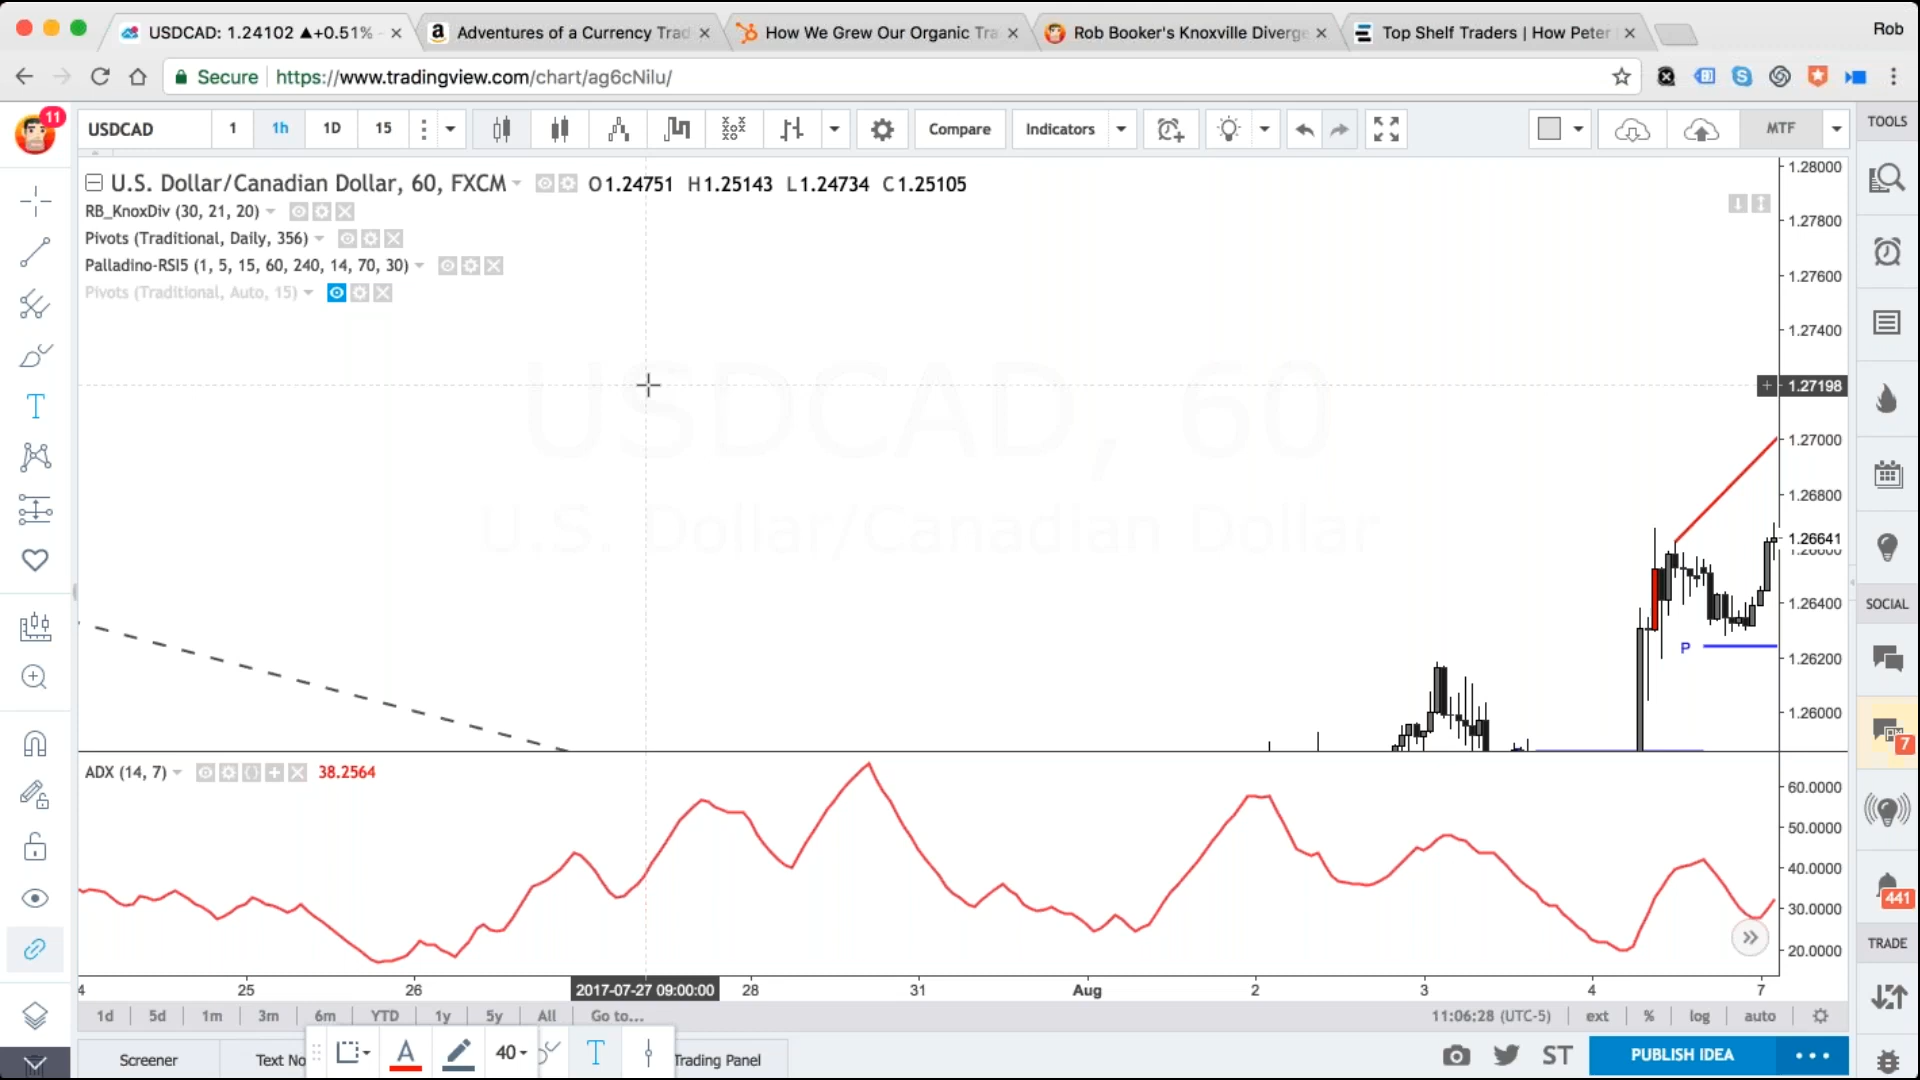 USDCAD: 1.24102 ▲+0.51%
Adventures of a Currency Trad
How We Grew Our Organic Tra
Rob Booker's Knoxville Diverge
Top Shelf Traders | How Peter
Rob
Secure
https://www.tradingview.com/chart/ag6cNilu/
11
USDCAD
1
1h
1D
15
Compare
Indicators
MTF
TOOLS
U.S. Dollar/Canadian Dollar, 60, FXCM
O1.24751 H1.25143 L1.24734 C1.25105
RB_KnoxDiv (30, 21, 20)
Pivots (Traditional, Daily, 356)
Palladino-RSI5 (1, 5, 15, 60, 240, 14, 70, 30)
Pivots (Traditional, Auto, 15)
USDCAD, 60
U.S. Dollar/Canadian Dollar
1.28000
1.27800
1.27600
1.27400
1.27198
1.27000
1.26800
1.26641
1.26600
1.26400
1.26200
1.26000
P
SOCIAL
7
441
TRADE
ADX (14, 7)
38.2564
60.0000
50.0000
40.0000
30.0000
20.0000
4
25
26
2017-07-27 09:00:00
28
31
Aug
2
3
4
7
1d
5d
1m
3m
6m
YTD
1y
5y
All
Go to...
11:06:28 (UTC-5)
ext
%
log
auto
Screener
Text No
A
40
T
Trading Panel
ST
PUBLISH IDEA